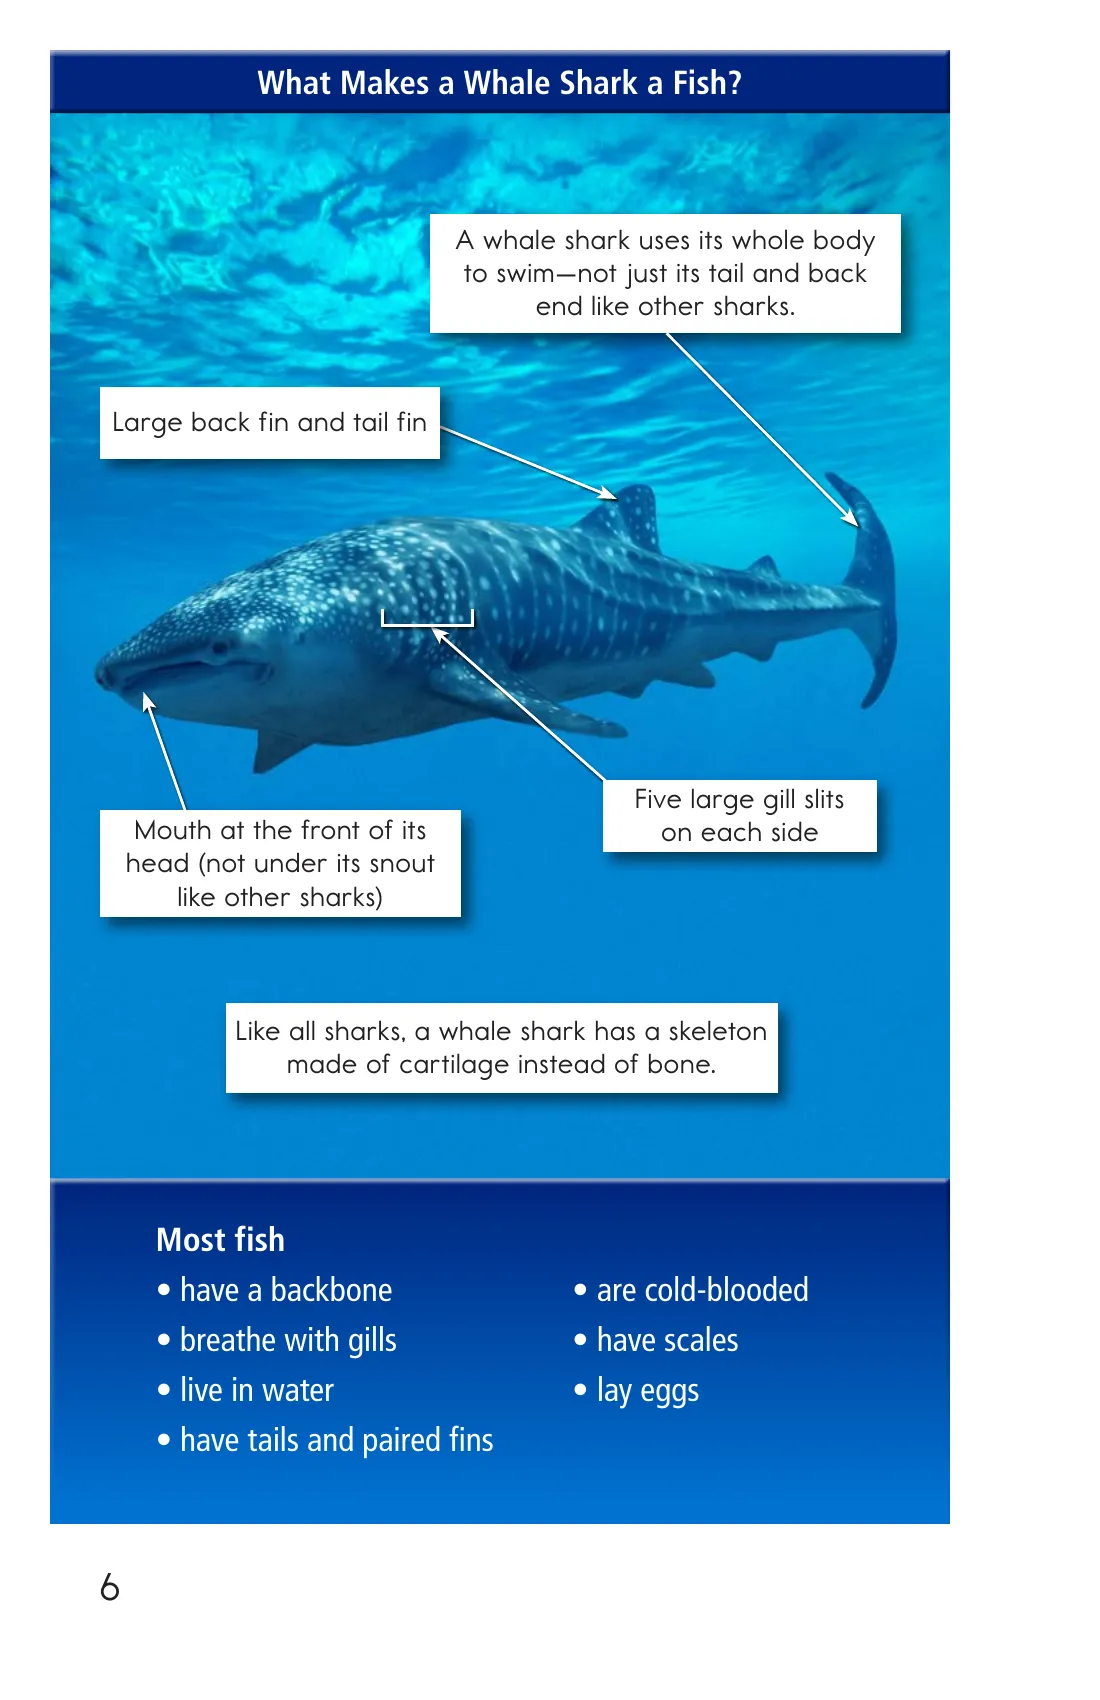 What Makes a Whale Shark a Fish?
A whale shark uses its whole body
to swim—not just its tail and back
end like other sharks.
Large back fin and tail fin
Five large gill slits
on each side
Mouth at the front of its
head (not under its snout
like other sharks)
Like all sharks, a whale shark has a skeleton
made of cartilage instead of bone.
Most fish
• have a backbone
• breathe with gills
• live in water
• have tails and paired fins
• are cold-blooded
• have scales
• lay eggs
6